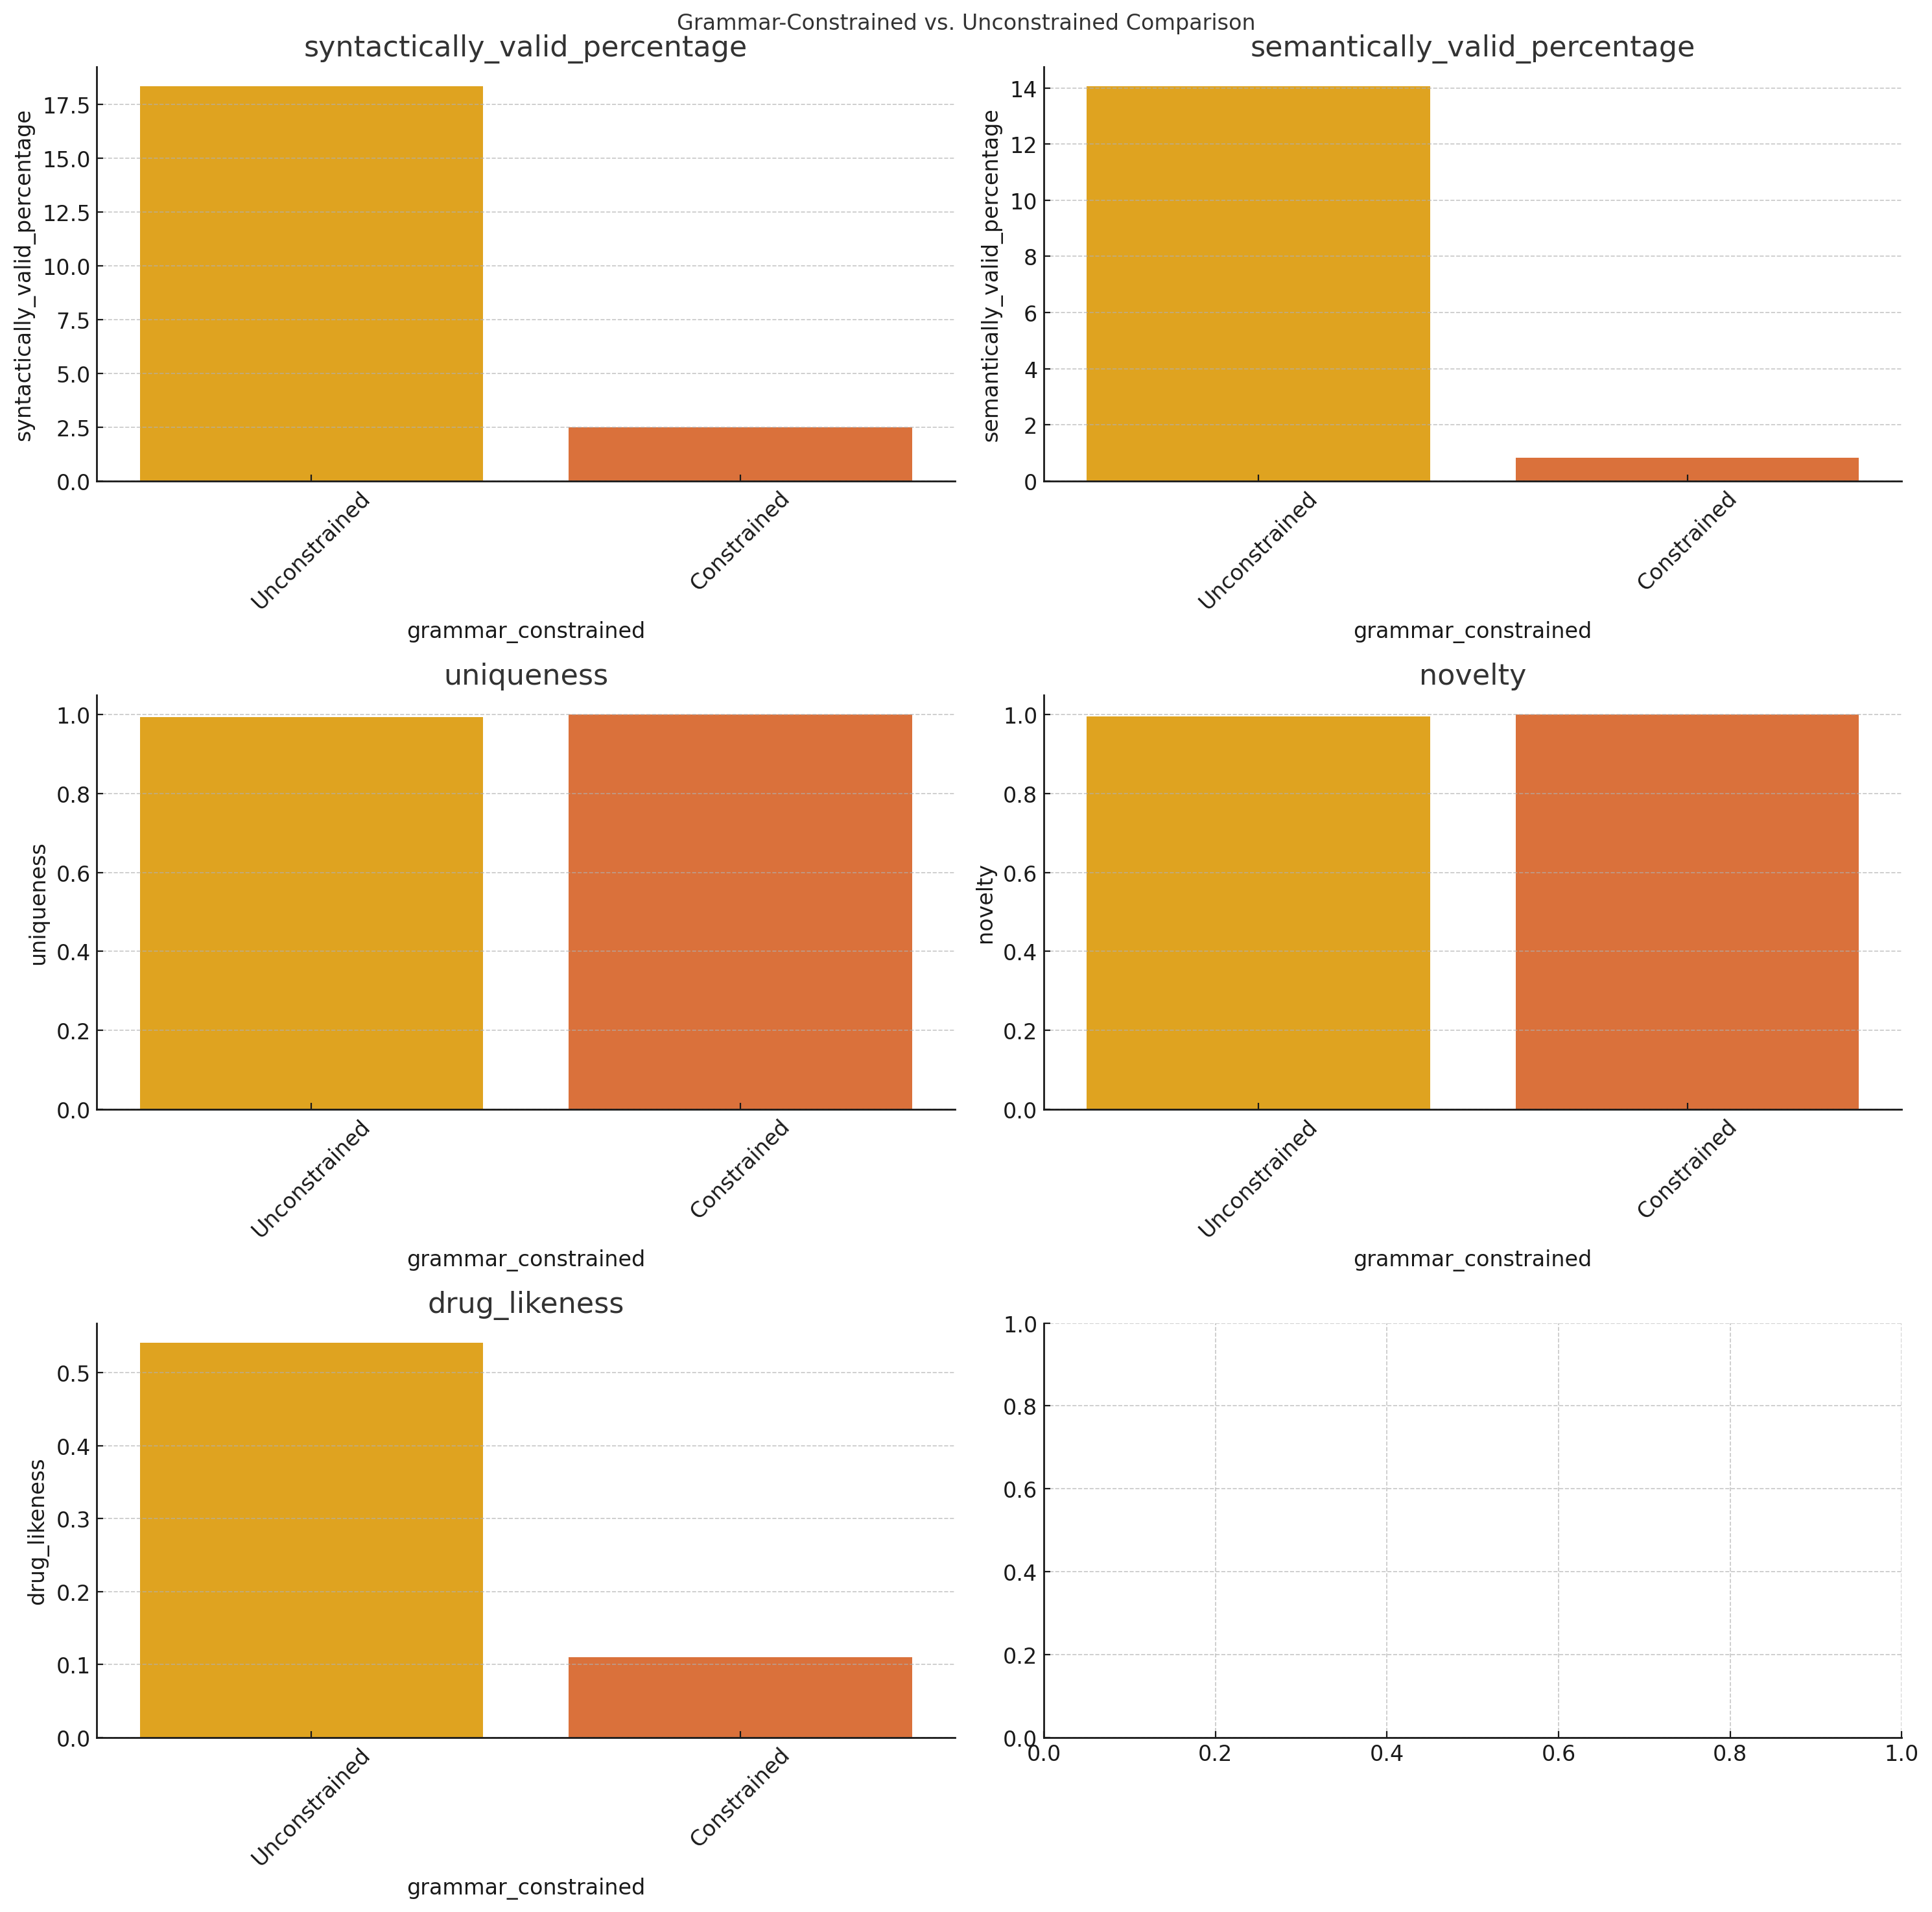 Grammar-Constrained vs. Unconstrained Comparison
syntactically_valid_percentage
syntactically_valid_percentage
17.5
15.0
12.5
10.0
7.5
5.0
2.5
0.0
Unconstrained
Constrained
grammar_constrained
semantically_valid_percentage
semantically_valid_percentage
14
12
10
8
6
4
2
0
Unconstrained
Constrained
grammar_constrained
uniqueness
uniqueness
1.0
0.8
0.6
0.4
0.2
0.0
Unconstrained
Constrained
grammar_constrained
novelty
novelty
1.0
0.8
0.6
0.4
0.2
0.0
Unconstrained
Constrained
grammar_constrained
drug_likeness
drug_likeness
0.5
0.4
0.3
0.2
0.1
0.0
Unconstrained
Constrained
grammar_constrained
1.0
0.8
0.6
0.4
0.2
0.0
0.0 0.2 0.4 0.6 0.8 1.0